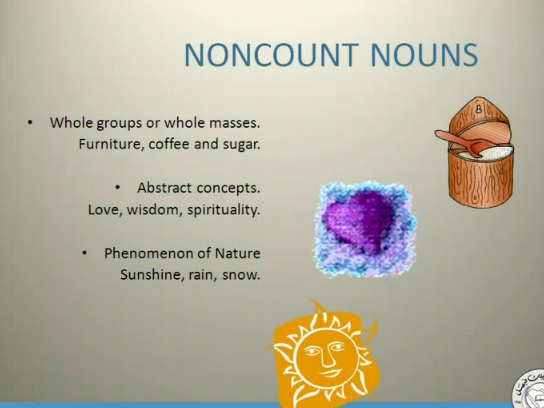 NONCOUNT NOUNS
• Whole groups or whole masses.
Furniture, coffee and sugar.
• Abstract concepts.
Love, wisdom, spirituality.
• Phenomenon of Nature
Sunshine, rain, snow.